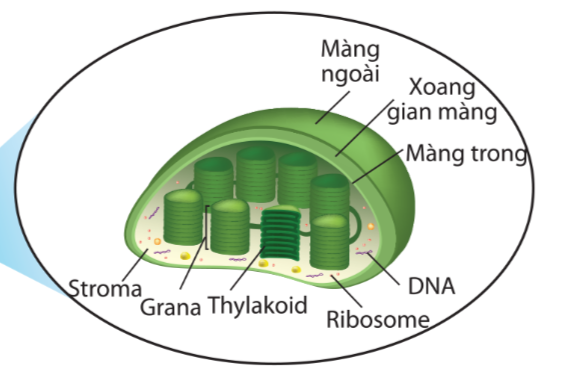 Màng
ngoài
Xoang
gian màng
Màng trong
Stroma
Grana
Thylakoid
Ribosome
DNA